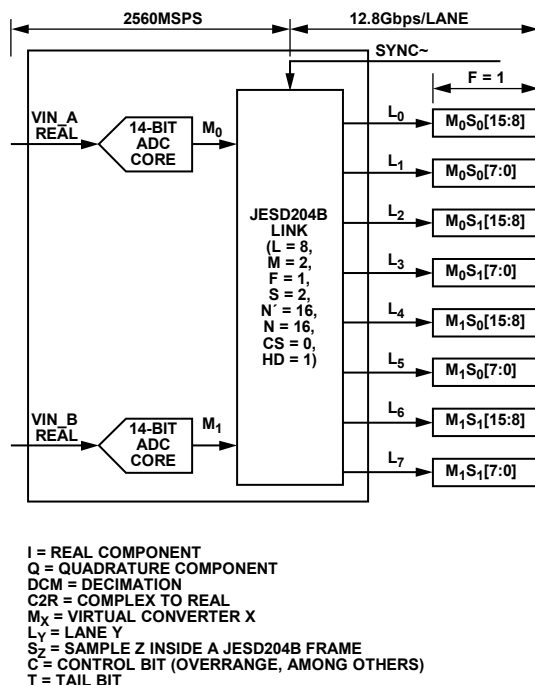 2560MSPS
12.8Gbps/LANE
SYNC~
F = 1
VIN_A
REAL
14-BIT
ADC
CORE
M0
JESD204B
LINK
(L = 8,
M = 2,
F = 1,
S = 2,
N´ = 16,
N = 16,
CS = 0,
HD = 1)
L0
M0S0[15:8]
L1
M0S0[7:0]
L2
M0S1[15:8]
L3
M0S1[7:0]
L4
M1S0[15:8]
L5
M1S0[7:0]
L6
M1S1[15:8]
L7
M1S1[7:0]
VIN_B
REAL
14-BIT
ADC
CORE
M1
I = REAL COMPONENT
Q = QUADRATURE COMPONENT
DCM = DECIMATION
C2R = COMPLEX TO REAL
MX = VIRTUAL CONVERTER X
LY = LANE Y
SZ = SAMPLE Z INSIDE A JESD204B FRAME
C = CONTROL BIT (OVERRANGE, AMONG OTHERS)
T = TAIL BIT